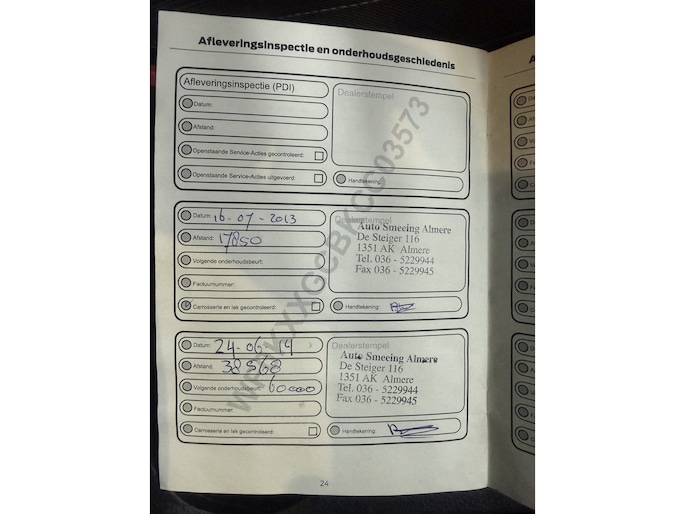 Afleveringsinspectie en onderhoudsgeschiedenis
Afleveringsinspectie (PDI)
Datum:
Afstand:
Openstaande Service-Acties gecontroleerd:
Openstaande Service-Acties uitgevoerd:
Dealerstempel
Handtekening:
Datum: 16-07-2013
Afstand: 17850
Volgende onderhoudsbeurt:
Factuurnummer:
Carrosserie en lak gecontroleerd:
Dealerstempel
Auto Smeeing Almere
De Steiger 116
1351 AK Almere
Tel. 036 - 5229944
Fax 036 - 5229945
Handtekening:
Datum: 24-06-14
Afstand: 38568
Volgende onderhoudsbeurt: 60000
Factuurnummer:
Carrosserie en lak gecontroleerd:
Dealerstempel
Auto Smeeing Almere
De Steiger 116
1351 AK Almere
Tel. 036 - 5229944
Fax 036 - 5229945
Handtekening:
24